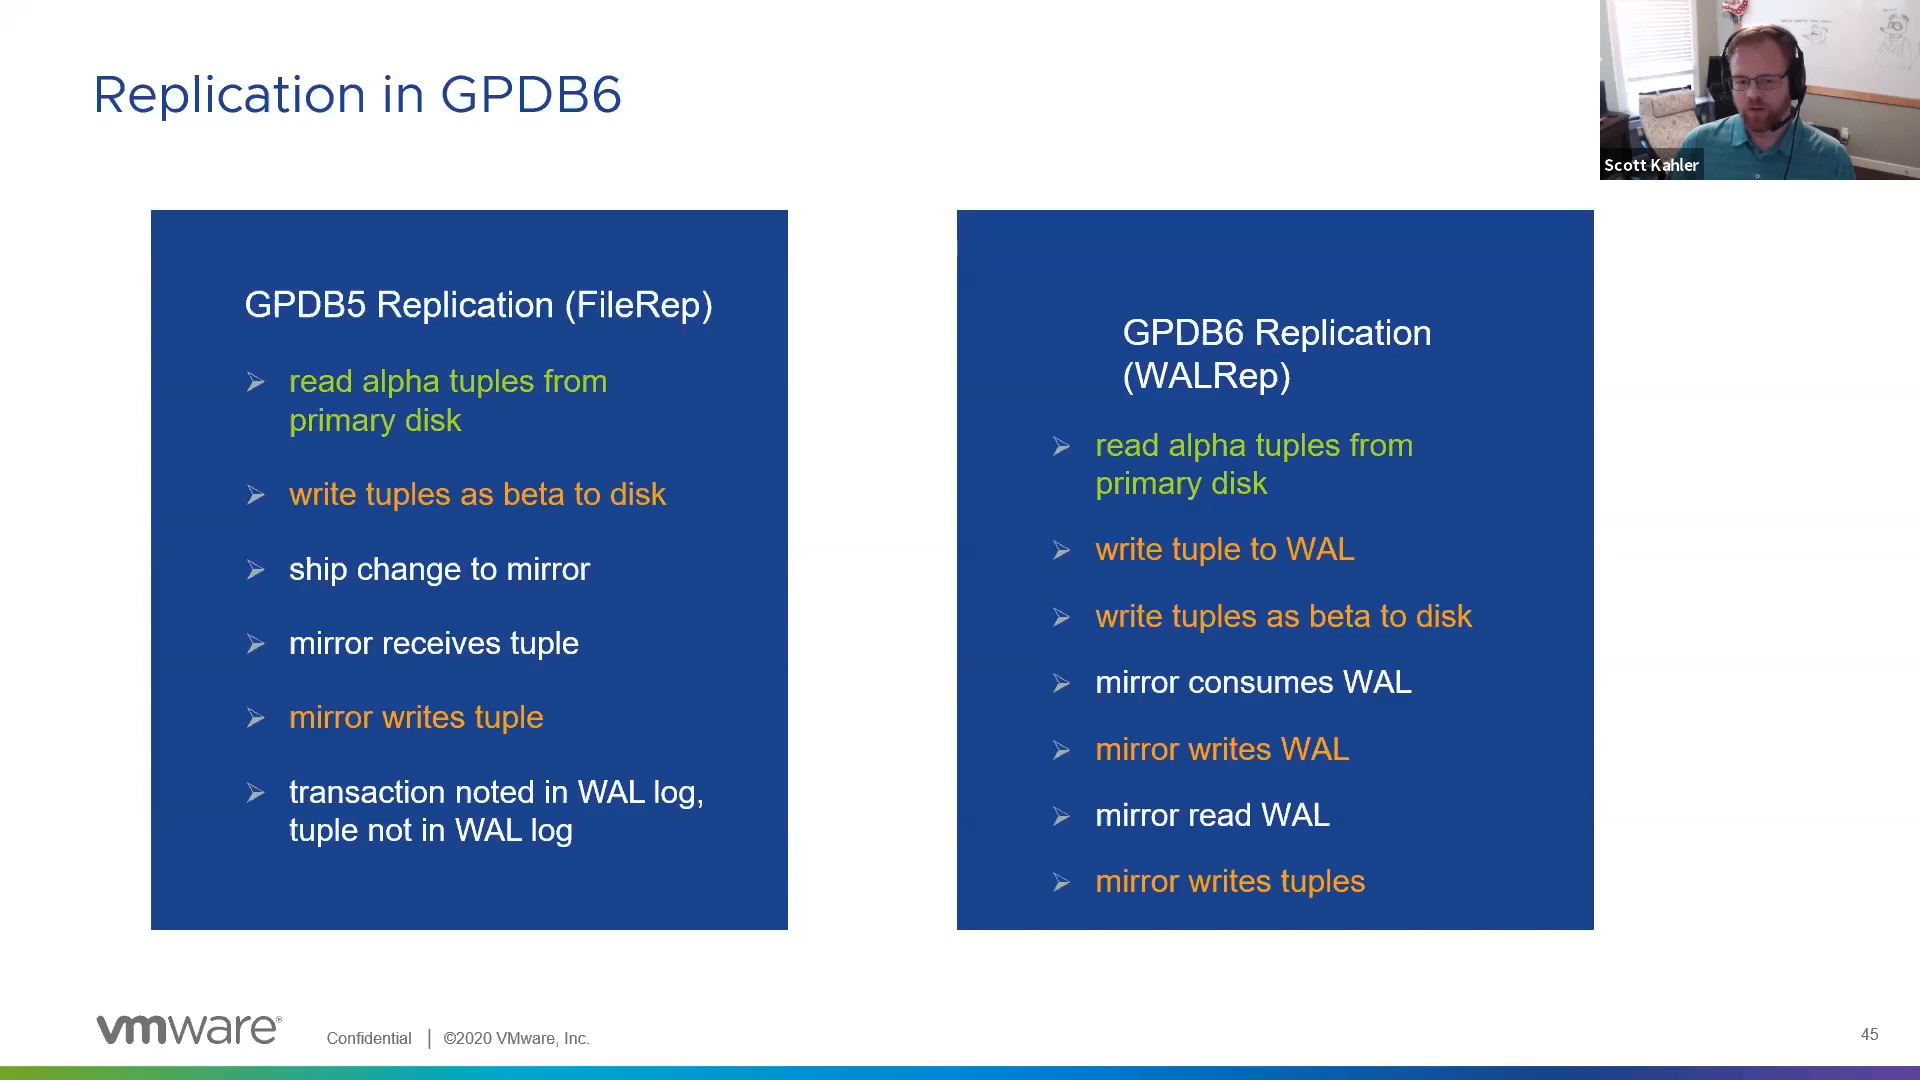 Replication in GPDB6
Scott Kahler
GPDB5 Replication (FileRep)
read alpha tuples from
primary disk
write tuples as beta to disk
ship change to mirror
mirror receives tuple
mirror writes tuple
transaction noted in WAL log,
tuple not in WAL log
GPDB6 Replication
(WALRep)
read alpha tuples from
primary disk
write tuple to WAL
write tuples as beta to disk
mirror consumes WAL
mirror writes WAL
mirror read WAL
mirror writes tuples
vmware®
Confidential | ©2020 VMware, Inc.
45